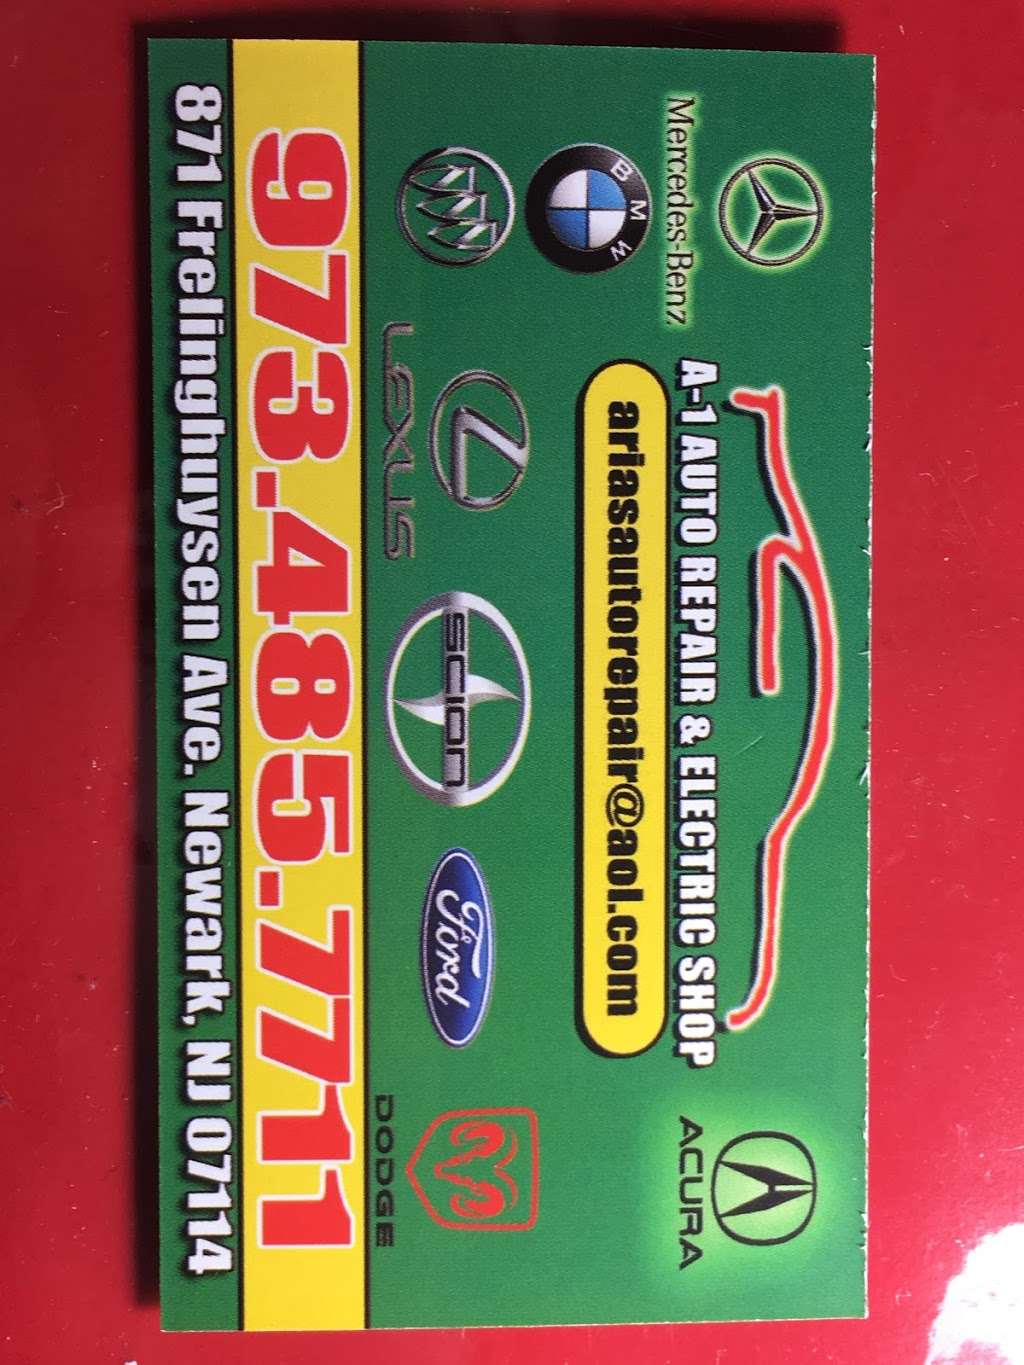 Mercedes-Benz
A-1 AUTO REPAIR & ELECTRIC SHOP
ACURA
BMW
ariasautorepair@aol.com
LEXUS
SCION
Ford
DODGE
973.485.7711
871 Frelinghuysen Ave. Newark, NJ 07114